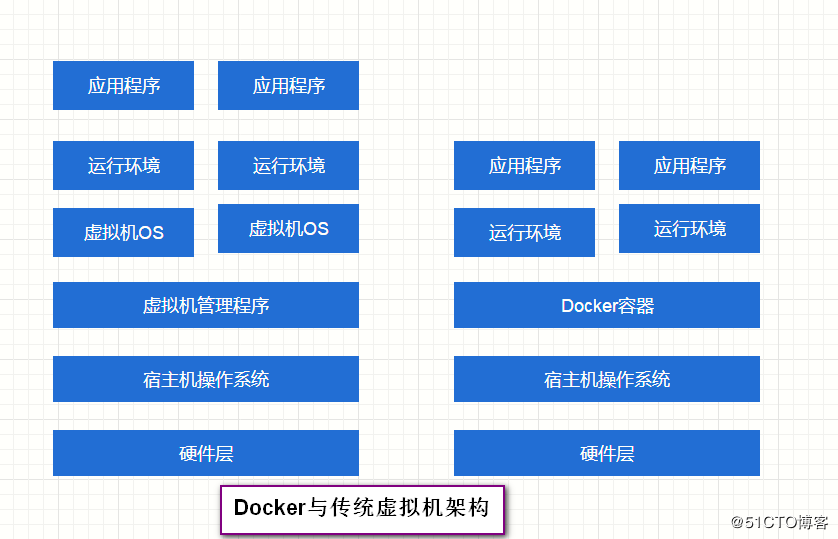 应用程序
应用程序
运行环境
运行环境
应用程序
应用程序
虚拟机OS
虚拟机OS
运行环境
运行环境
虚拟机管理程序
Docker容器
宿主机操作系统
宿主机操作系统
硬件层
硬件层
Docker与传统虚拟机架构
@51CTO博客